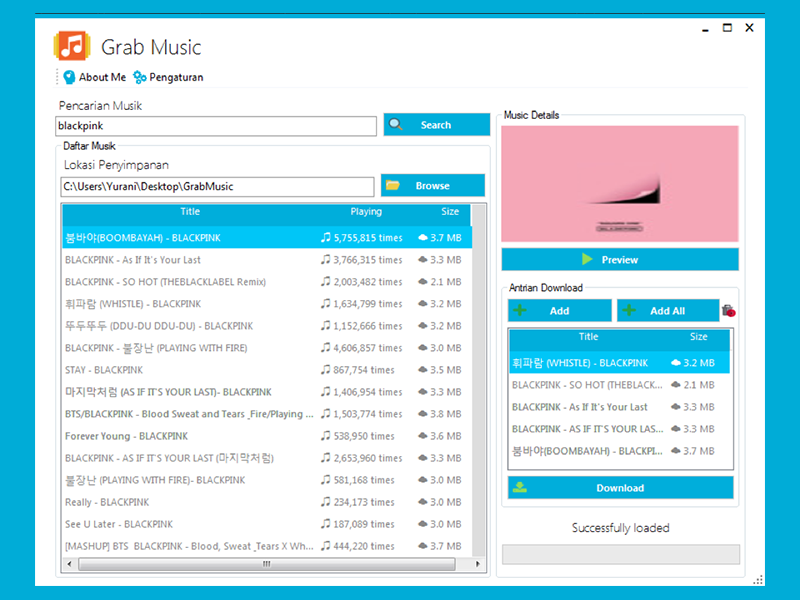 Grab Music
About Me Pengaturan
Pencarian Musik
blackpink
Search
Daftar Musik
Lokasi Penyimpanan
C:\Users\Yurani\Desktop\GrabMusic
Browse
Title Playing Size
붐바야(BOOMBAYAH) - BLACKPINK 5,755,815 times 3.7 MB
BLACKPINK - As If It's Your Last 3,766,315 times 3.3 MB
BLACKPINK - SO HOT (THEBLACKLABEL Remix) 2,003,482 times 2.1 MB
휘파람 (WHISTLE) - BLACKPINK 1,634,799 times 3.2 MB
뚜두뚜두 (DDU-DU DDU-DU) - BLACKPINK 1,152,666 times 3.2 MB
BLACKPINK - 불장난 (PLAYING WITH FIRE) 4,606,857 times 3.0 MB
STAY - BLACKPINK 867,754 times 3.5 MB
마지막처럼 (AS IF IT'S YOUR LAST)- BLACKPINK 1,406,954 times 3.3 MB
BTS/BLACKPINK - Blood Sweat and Tears _Fire/Playing ... 1,503,774 times 3.8 MB
Forever Young - BLACKPINK 538,950 times 3.6 MB
BLACKPINK - AS IF IT'S YOUR LAST (마지막처럼) 2,653,960 times 3.3 MB
불장난 (PLAYING WITH FIRE)- BLACKPINK 581,168 times 3.0 MB
Really - BLACKPINK 234,173 times 3.0 MB
See U Later - BLACKPINK 187,089 times 3.0 MB
[MASHUP] BTS BLACKPINK - Blood, Sweat _Tears X Wh... 444,220 times 3.7 MB
Music Details
Preview
Antrian Download
Add Add All
Title Size
휘파람 (WHISTLE) - BLACKPINK 3.2 MB
BLACKPINK - SO HOT (THEBLACK... 2.1 MB
BLACKPINK - As If It's Your Last 3.3 MB
BLACKPINK - AS IF IT'S YOUR LAS... 3.3 MB
붐바야(BOOMBAYAH) - BLACKPI... 3.7 MB
Download
Successfully loaded